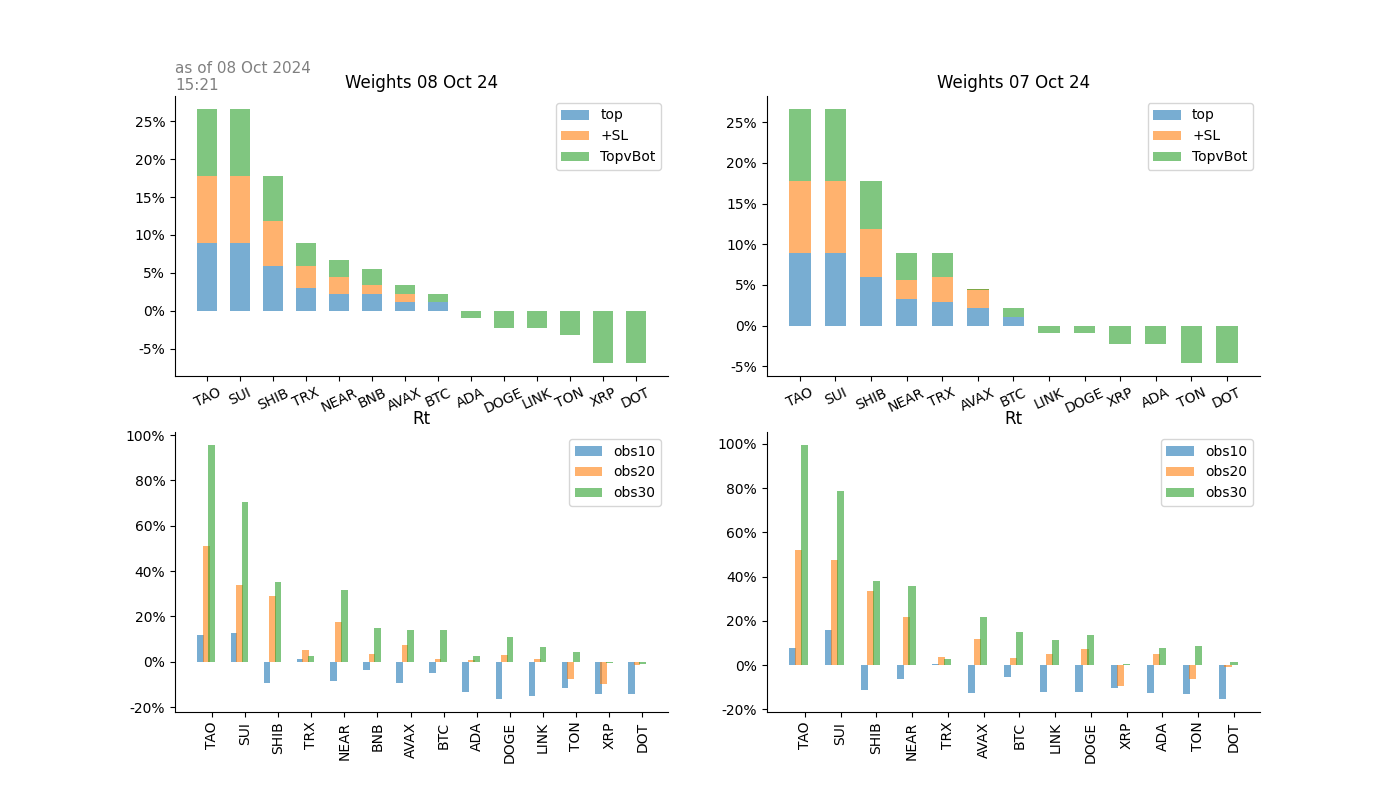 as of 08 Oct 2024
15:21
Weights 08 Oct 24
25%
20%
15%
10%
5%
0%
-5%
top
+SL
TopvBot
TAO SUI SHIB TRX NEAR BNB AVAX BTC ADA DOGE LINK TON XRP DOT
Weights 07 Oct 24
25%
20%
15%
10%
5%
0%
-5%
top
+SL
TopvBot
TAO SUI SHIB NEAR TRX AVAX BTC LINK DOGE XRP ADA TON DOT
Rt
100%
80%
60%
40%
20%
0%
-20%
obs10
obs20
obs30
TAO SUI SHIB TRX NEAR BNB AVAX BTC ADA DOGE LINK TON XRP DOT
Rt
100%
80%
60%
40%
20%
0%
-20%
obs10
obs20
obs30
TAO SUI SHIB NEAR TRX AVAX BTC LINK DOGE XRP ADA TON DOT